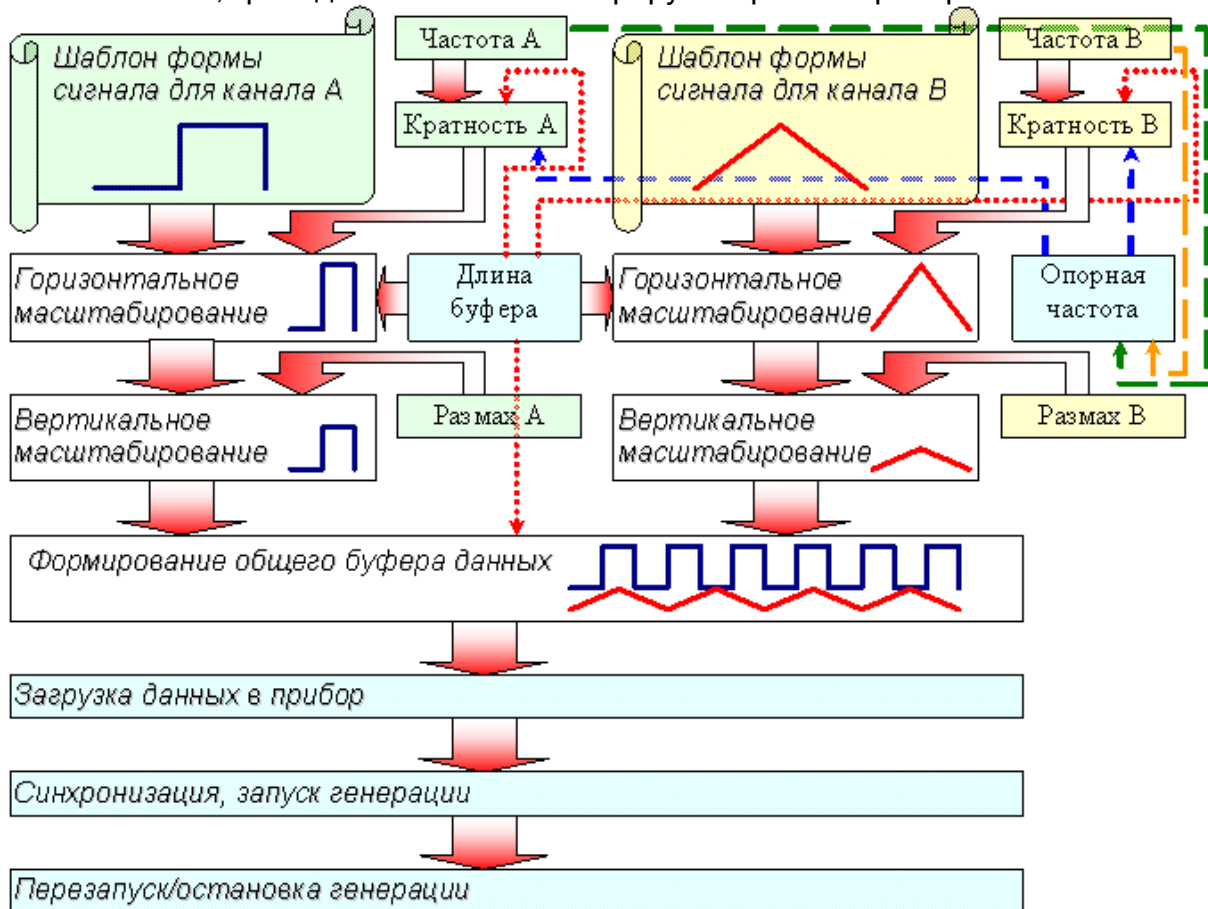 Шаблон формы
сигнала для канала А
Частота А
Кратность А
Шаблон формы
сигнала для канала В
Частота В
Кратность В
Горизонтальное
масштабирование
Длина
буфера
Горизонтальное
масштабирование
Опорная
частота
Вертикальное
масштабирование
Размах А
Вертикальное
масштабирование
Размах В
Формирование общего буфера данных
Загрузка данных в прибор
Синхронизация, запуск генерации
Перезапуск/остановка генерации